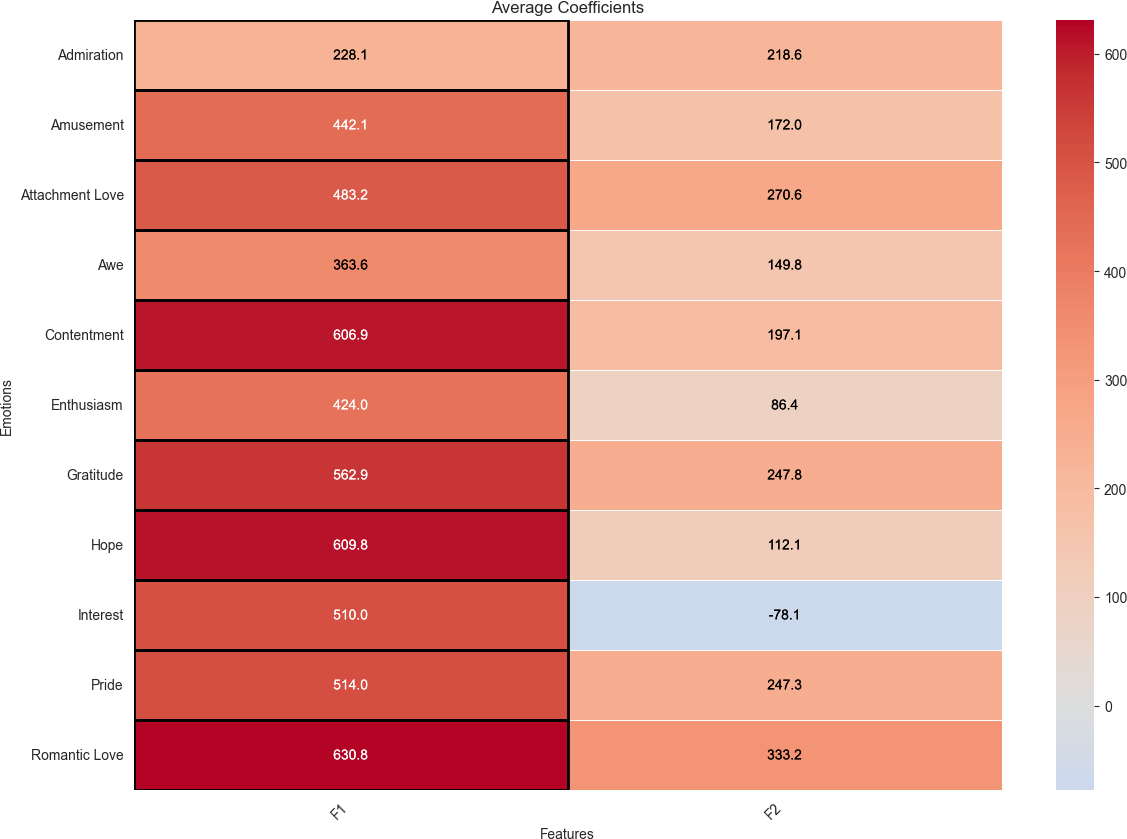 Average Coefficients
Admiration 228.1 218.6
Amusement 442.1 172.0
Attachment Love 483.2 270.6
Awe 363.6 149.8
Contentment 606.9 197.1
Enthusiasm 424.0 86.4
Gratitude 562.9 247.8
Hope 609.8 112.1
Interest 510.0 -78.1
Pride 514.0 247.3
Romantic Love 630.8 333.2
Emotions
F1 F2
Features
600
500
400
300
200
100
0